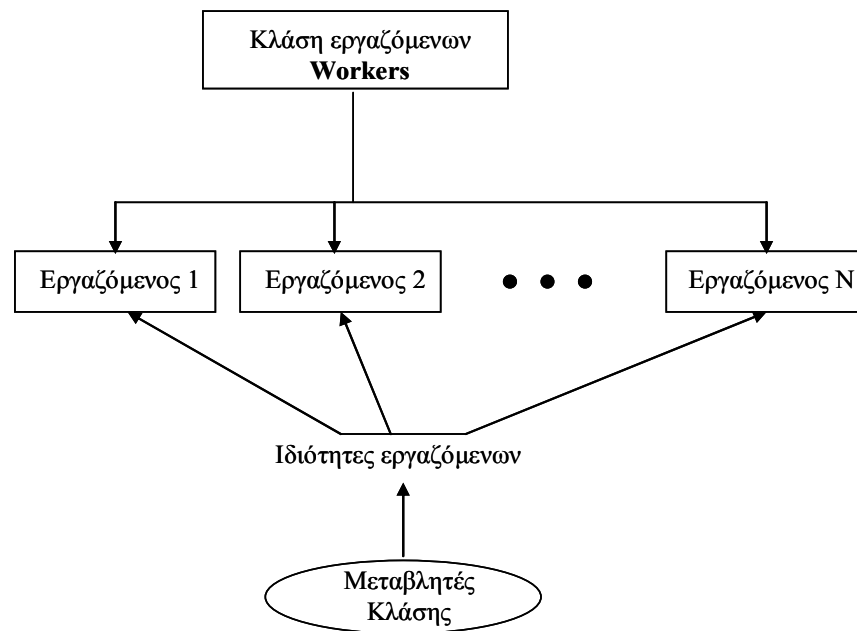 Κλάση εργαζόμενων
Workers
Εργαζόμενος 1
Εργαζόμενος 2
Εργαζόμενος Ν
Ιδιότητες εργαζόμενων
Μεταβλητές
Κλάσης